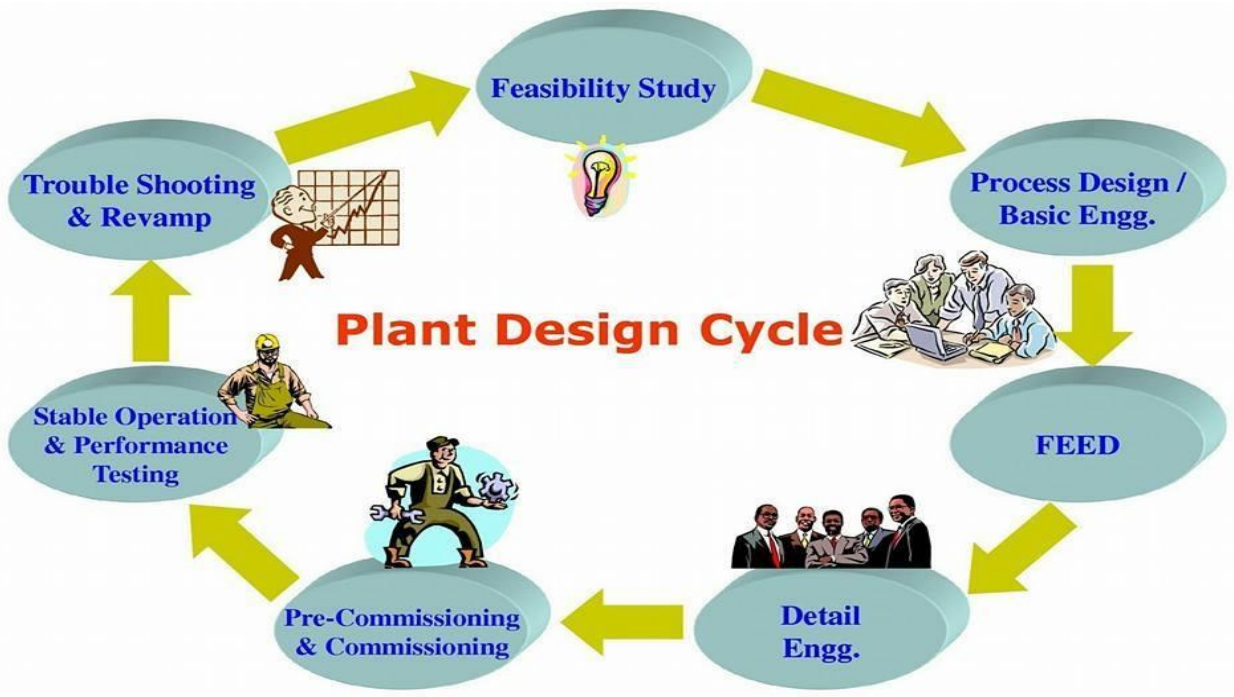 Feasibility Study
Process Design /
Basic Engg.
FEED
Detail
Engg.
Pre-Commissioning
& Commissioning
Stable Operation
& Performance
Testing
Trouble Shooting
& Revamp
Plant Design Cycle